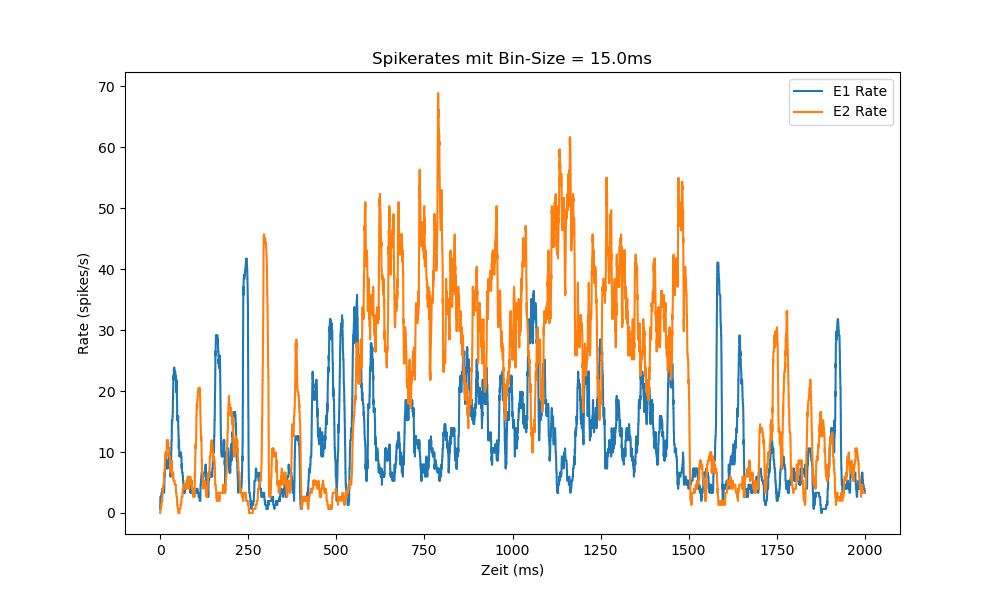 Spikerates mit Bin-Size = 15.0ms
E1 Rate
E2 Rate
70
60
50
40
30
20
10
0
Rate (spikes/s)
0 250 500 750 1000 1250 1500 1750 2000
Zeit (ms)